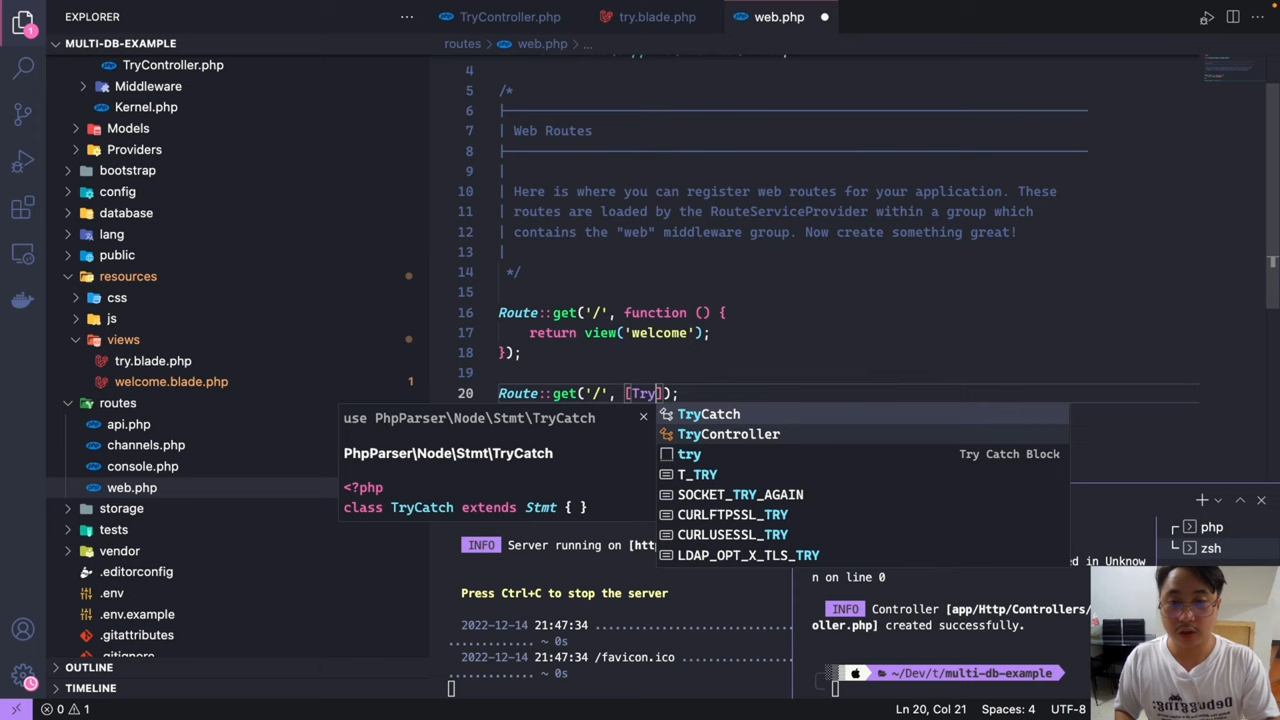 EXPLORER
TryController.php
try.blade.php
web.php
MULTI-DB-EXAMPLE
routes > web.php > ...
TryController.php
Middleware
Kernel.php
Models
Providers
bootstrap
config
database
lang
public
resources
css
js
views
try.blade.php
welcome.blade.php 1
routes
api.php
channels.php
console.php
web.php
storage
tests
vendor
.editorconfig
.env
.env.example
.gitattributes
.gitignore
OUTLINE
TIMELINE
1
4
5 /*
6 |
7 | Web Routes
8 |
9 |
10 | Here is where you can register web routes for your application. These
11 | routes are loaded by the RouteServiceProvider within a group which
12 | contains the "web" middleware group. Now create something great!
13 |
14 */
15
16 Route::get('/', function () {
17 return view('welcome');
18 });
19
20 Route::get('/', [Try]);
use PhpParser\Node\Stmt\TryCatch
PhpParser\Node\Stmt\TryCatch
<?php
class TryCatch extends Stmt { }
TryCatch
TryController
try Try Catch Block
T_TRY
SOCKET_TRY_AGAIN
CURLFTPSSL_TRY
CURLUSESSL_TRY
LDAP_OPT_X_TLS_TRY
INFO Server running on [htt
Press Ctrl+C to stop the server
2022-12-14 21:47:34 ....................
................. ~ 0s
2022-12-14 21:47:34 /favicon.ico ........
................. ~ 0s
ed in Unknow
n on line 0
INFO Controller [app/Http/Controllers/
oller.php] created successfully.
~/Dev/t/multi-db-example
php
zsh
Debugging:
0 1
Ln 20, Col 21
Spaces: 4
UTF-8